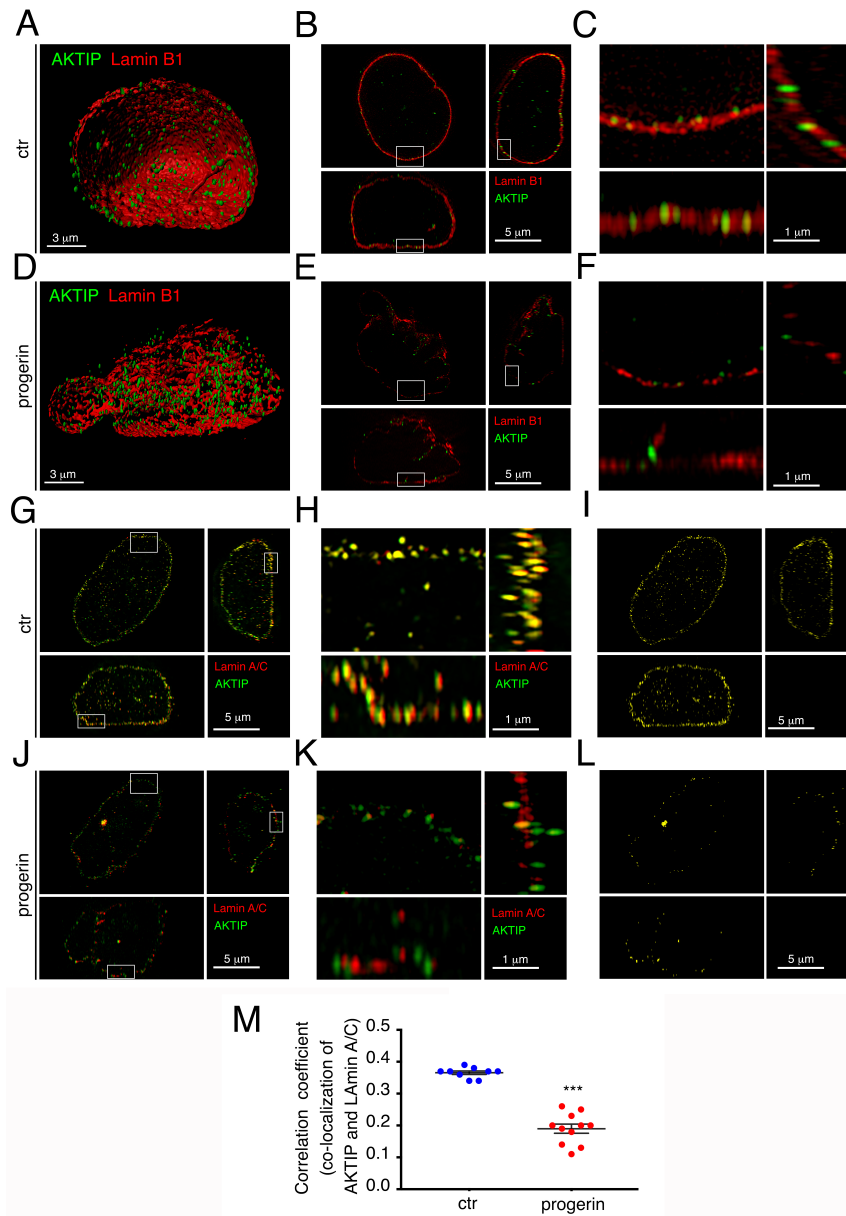 A
AKTIP Lamin B1
ctr
3 μm
B
Lamin B1
AKTIP
5 μm
C
1 μm
D
AKTIP Lamin B1
progerin
3 μm
E
Lamin B1
AKTIP
5 μm
F
1 μm
G
ctr
Lamin A/C
AKTIP
5 μm
H
Lamin A/C
AKTIP
1 μm
I
5 μm
J
progerin
Lamin A/C
AKTIP
5 μm
K
Lamin A/C
AKTIP
1 μm
L
5 μm
M
Correlation coefficient
(co-localization of
AKTIP and LAmin A/C)
0.5
0.4
0.3
0.2
0.1
0.0
***
ctr
progerin